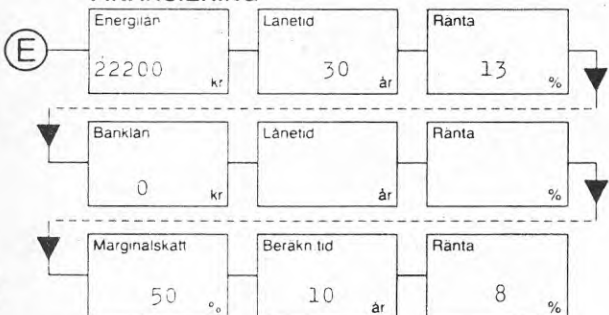 E
Energilån Lånetid Ränta
22200 kr 30 år 13 %
Banklån Lånetid Ränta
0 kr år %
Marginalskatt Beräkn tid Ränta
50 % 10 år 8 %